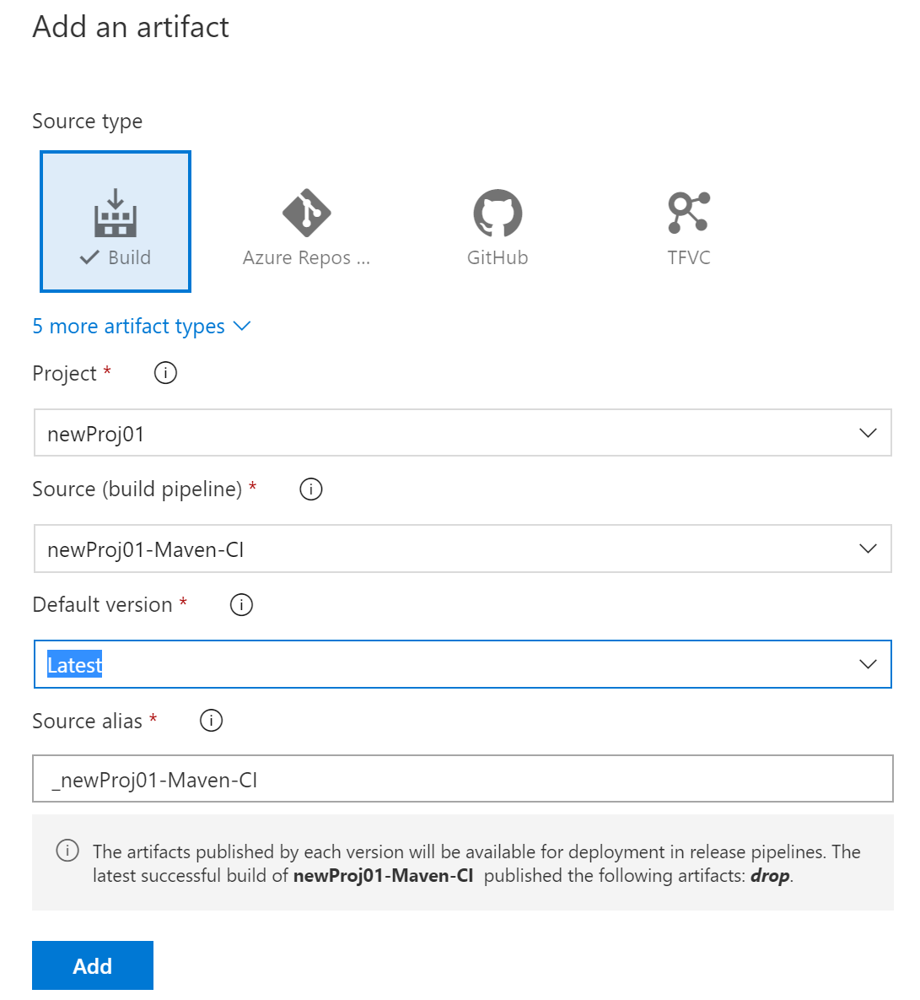 Add an artifact
Source type
Build
Azure Repos ...
GitHub
TFVC
5 more artifact types
Project *
newProj01
Source (build pipeline) *
newProj01-Maven-CI
Default version *
Latest
Source alias *
_newProj01-Maven-CI
The artifacts published by each version will be available for deployment in release pipelines. The
latest successful build of newProj01-Maven-CI published the following artifacts: drop.
Add